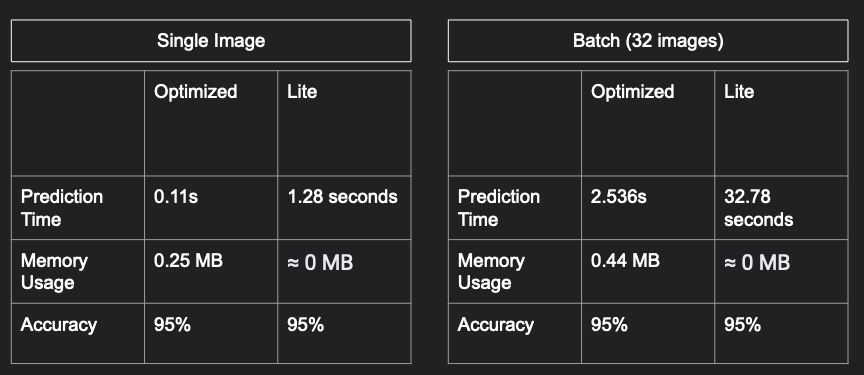 Single Image
Optimized Lite
Prediction Time 0.11s 1.28 seconds
Memory Usage 0.25 MB ≈ 0 MB
Accuracy 95% 95%
Batch (32 images)
Optimized Lite
Prediction Time 2.536s 32.78 seconds
Memory Usage 0.44 MB ≈ 0 MB
Accuracy 95% 95%